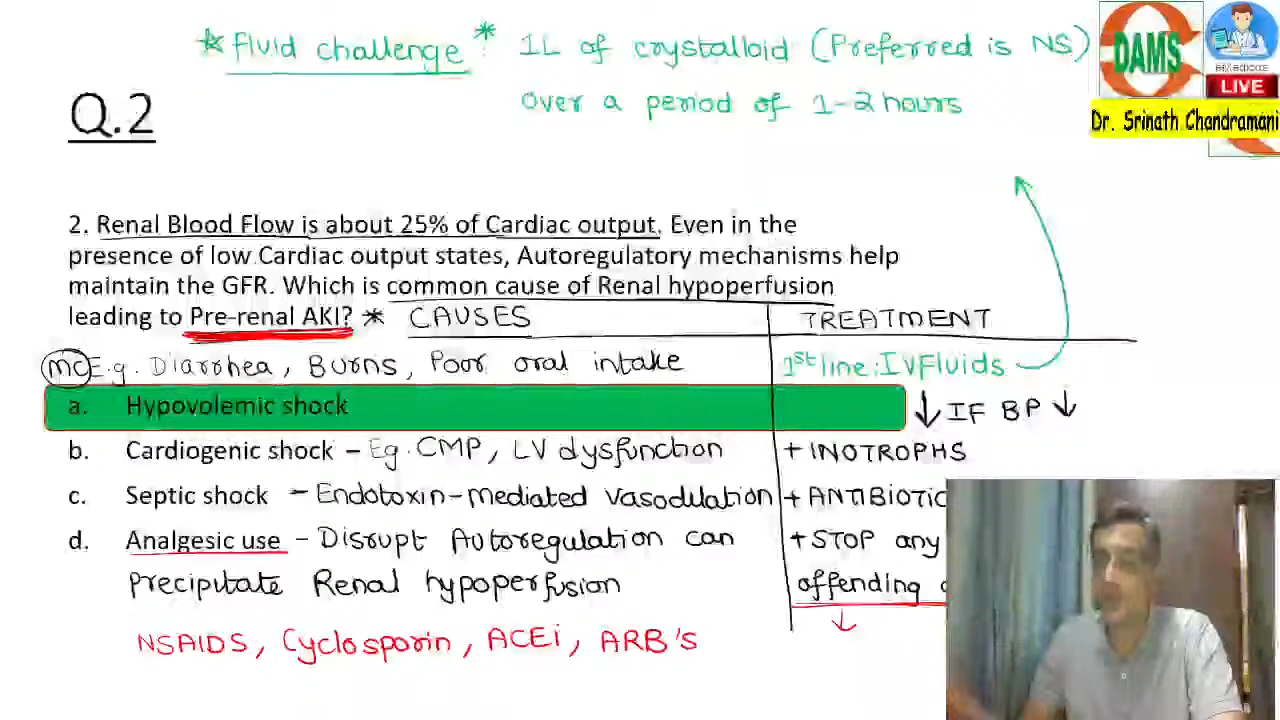 ☆ Fluid challenge * 1L of crystalloid (Preferred is NS)
over a period of 1-2 hours
DAMS
LIVE
Dr. Srinath Chandramani
Q.2
2. Renal Blood Flow is about 25% of Cardiac output. Even in the
presence of low Cardiac output states, Autoregulatory mechanisms help
maintain the GFR. Which is common cause of Renal hypoperfusion
leading to Pre-renal AKI? * CAUSES TREATMENT
MC E.g. Diarrhea, Burns, Poor oral intake 1st line: IV Fluids
a. Hypovolemic shock ↓ IF BP ↓
b. Cardiogenic shock – Eg. CMP, LV dysfunction + INOTROPHS
c. Septic shock – Endotoxin-mediated vasodilation + ANTIBIOTIC
d. Analgesic use – Disrupt Autoregulation can + STOP any
precipitate Renal hypoperfusion offending
NSAIDS, Cyclosporin, ACEi, ARB's ↓